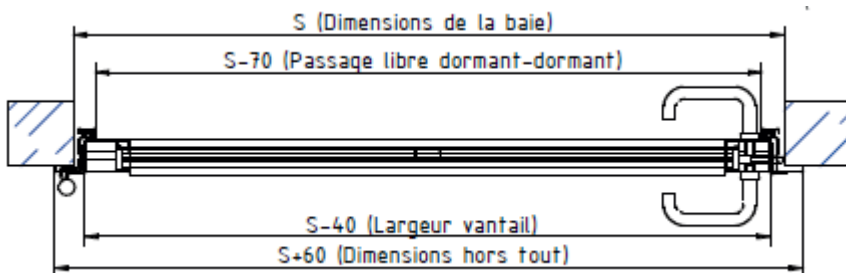 S (Dimensions de la baie)
S-70 (Passage libre dormant-dormant)
S-40 (Largeur vantail)
S+60 (Dimensions hors tout)